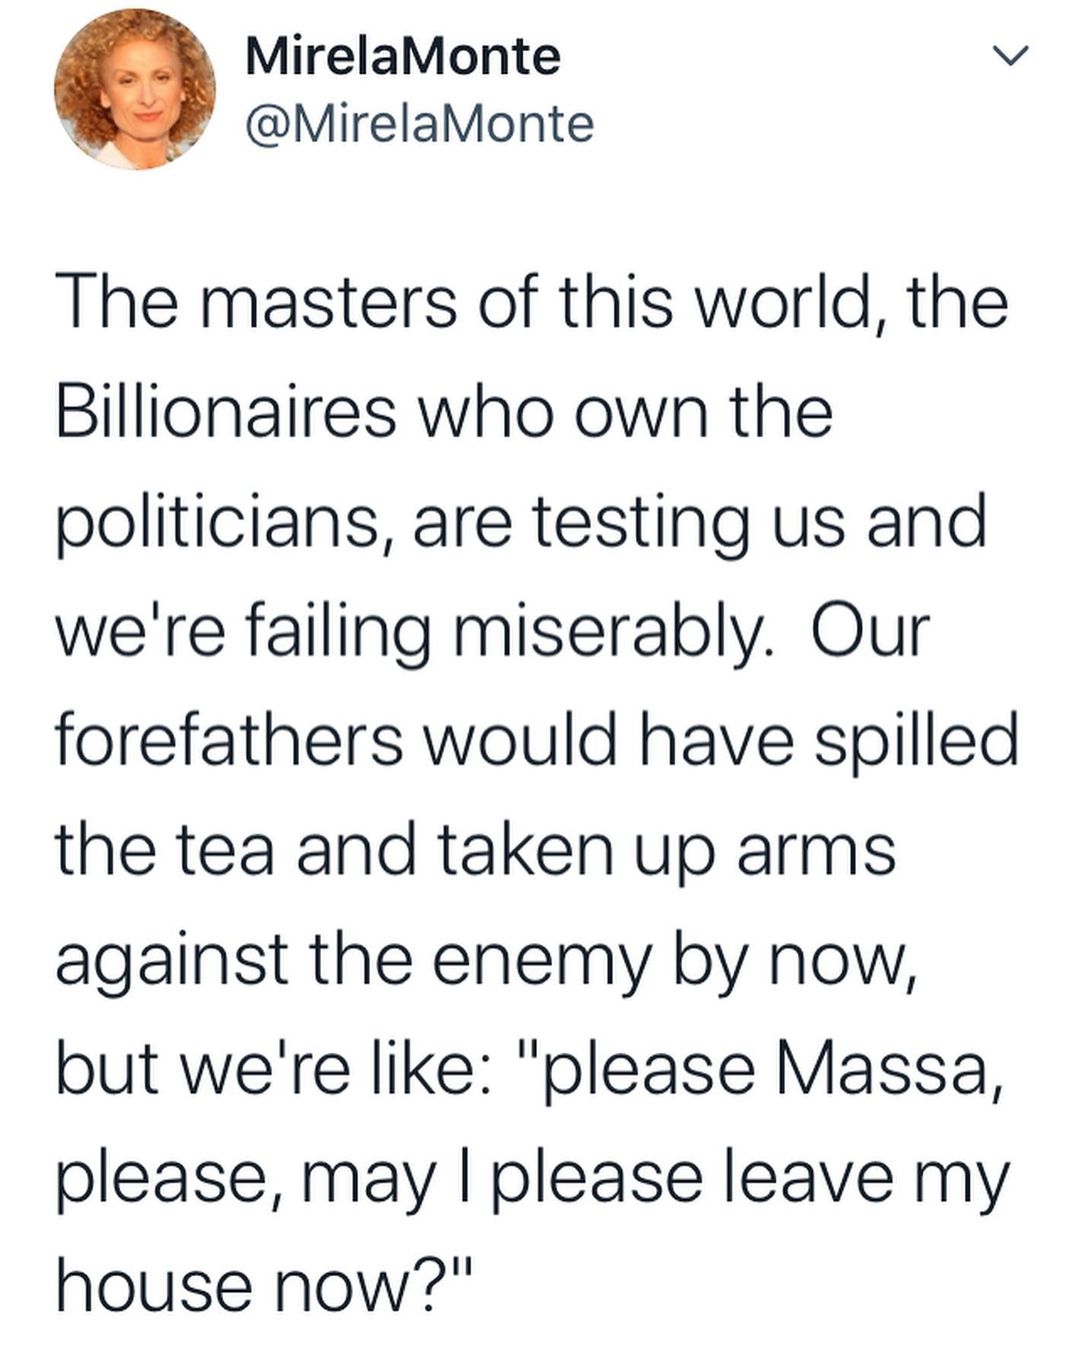 MirelaMonte
@MirelaMonte
The masters of this world, the
Billionaires who own the
politicians, are testing us and
we're failing miserably.  Our
forefathers would have spilled
the tea and taken up arms
against the enemy by now,
but we're like: "please Massa,
please, may I please leave my
house now?"